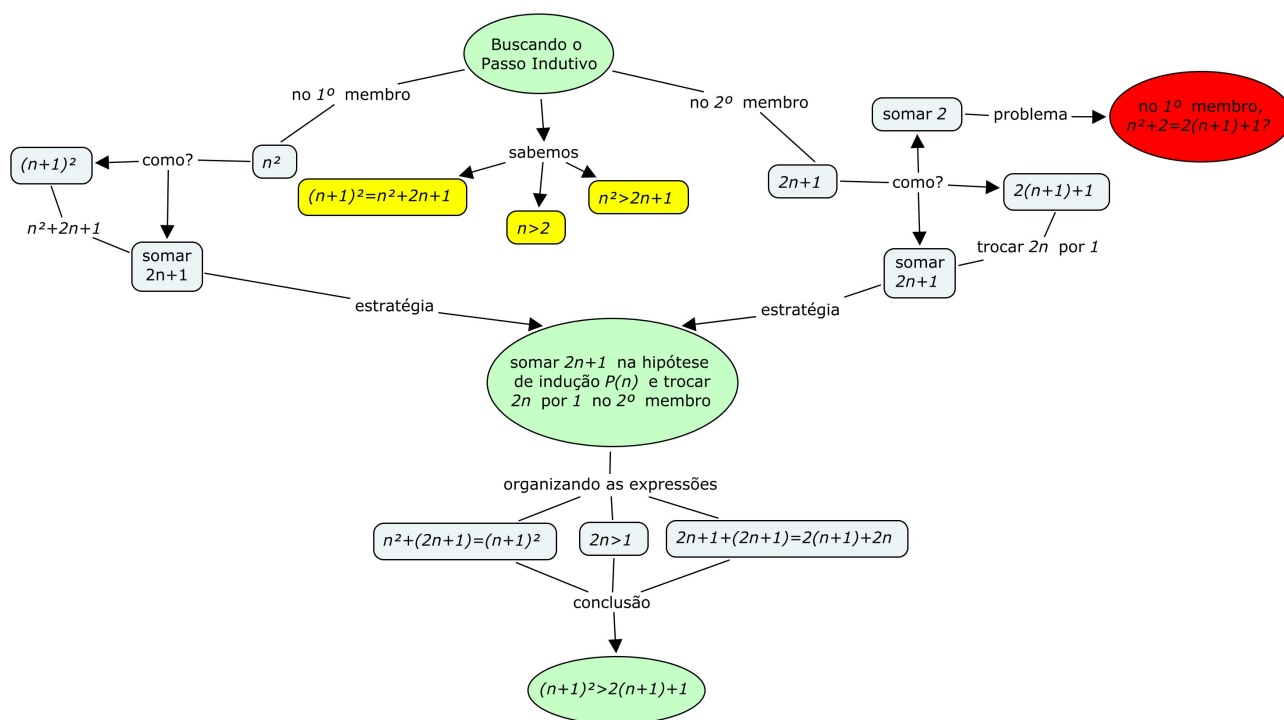 Buscando o
Passo Indutivo
no 1º membro
no 2º membro
sabemos
n²
como?
(n+1)²
n²+2n+1
somar
2n+1
(n+1)²=n²+2n+1
n>2
n²>2n+1
2n+1
como?
somar 2
problema
no 1º membro,
n²+2=2(n+1)+1?
2(n+1)+1
trocar 2n por 1
somar
2n+1
estratégia
estratégia
somar 2n+1 na hipótese
de indução P(n) e trocar
2n por 1 no 2º membro
organizando as expressões
n²+(2n+1)=(n+1)²
2n>1
2n+1+(2n+1)=2(n+1)+2n
conclusão
(n+1)²>2(n+1)+1